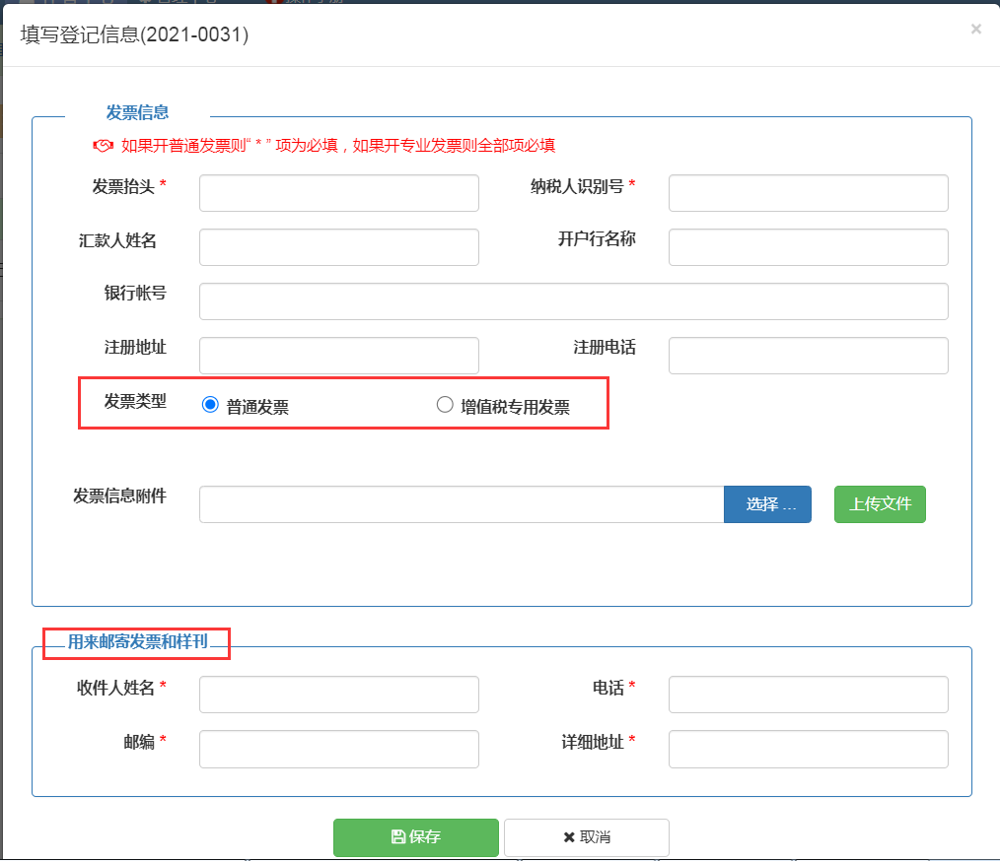 填写登记信息(2021-0031)
×
发票信息
如果开普通发票则“ * ” 项为必填，如果开专业发票则全部项必填
发票抬头 * 纳税人识别号 *
汇款人姓名 开户行名称
银行帐号
注册地址 注册电话
发票类型 普通发票 增值税专用发票
发票信息附件 选择 ... 上传文件
用来邮寄发票和样刊
收件人姓名 * 电话 *
邮编 * 详细地址 *
保存 取消